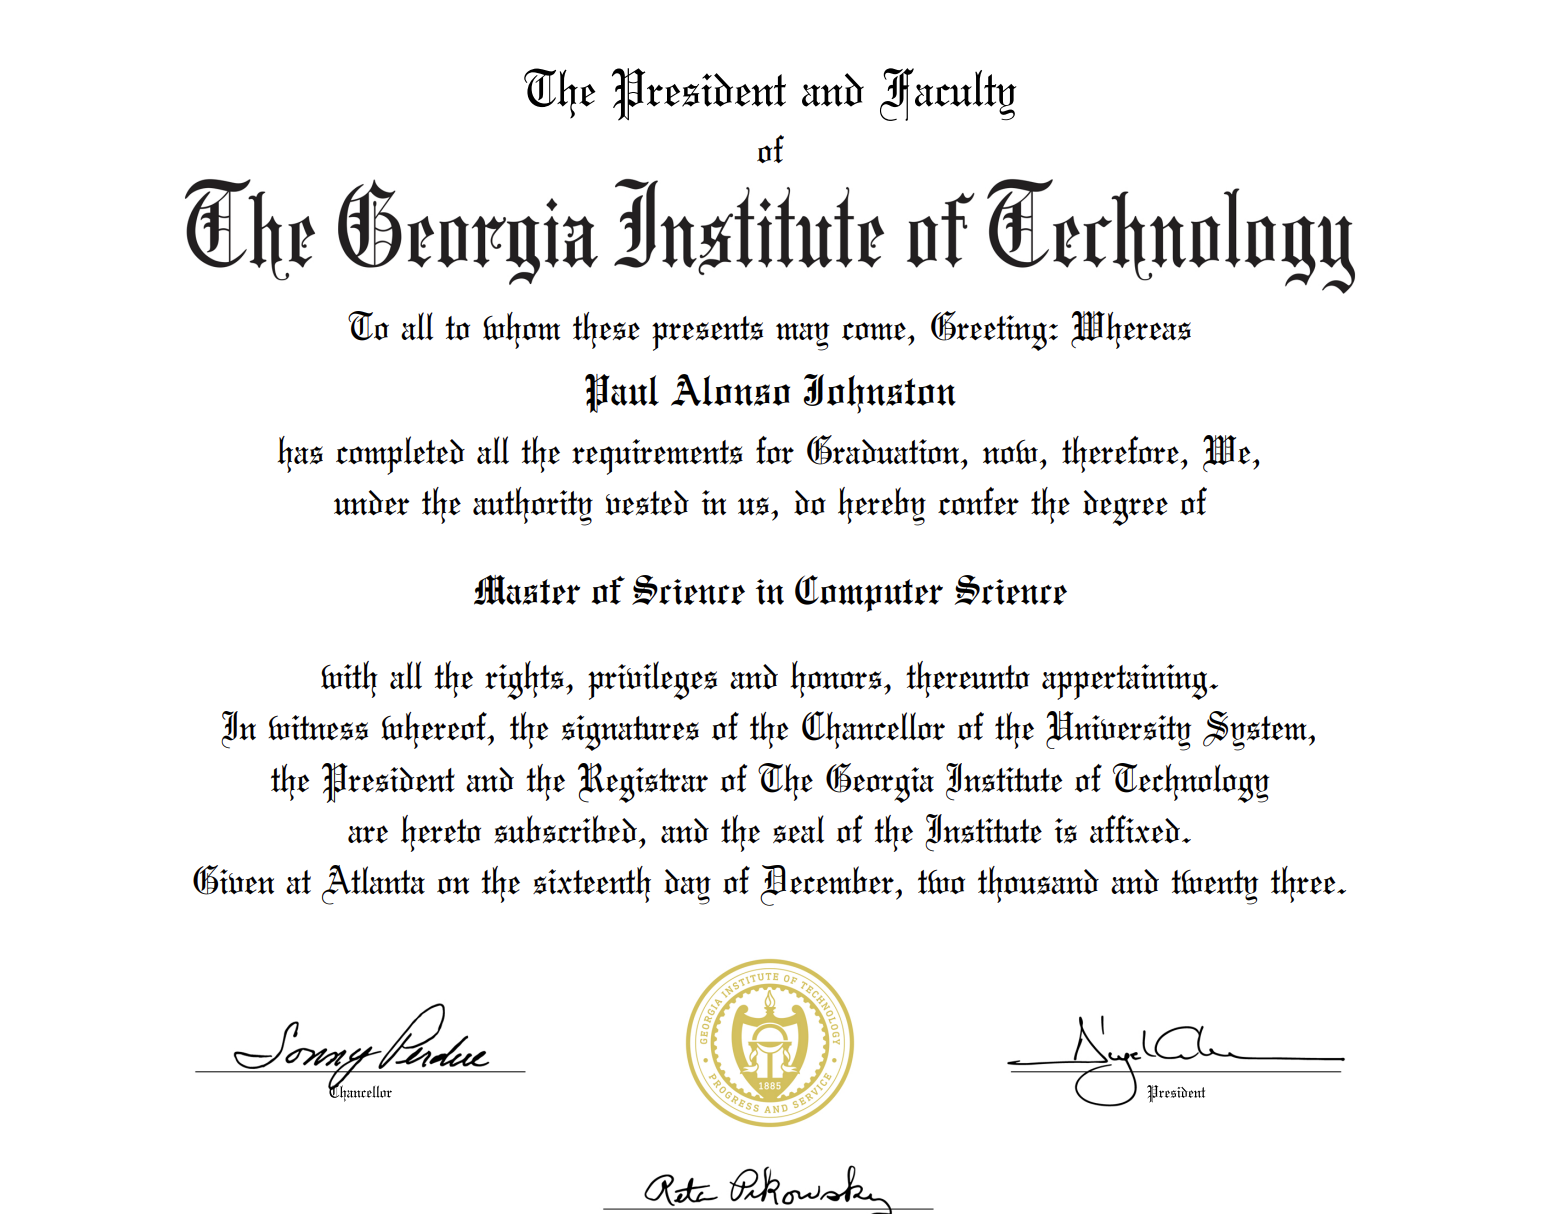 The President and Faculty
of
The Georgia Institute of Technology
To all to whom these presents may come, Greeting: Whereas
Paul Alonso Johnston
has completed all the requirements for Graduation, now, therefore, We,
under the authority vested in us, do hereby confer the degree of
Master of Science in Computer Science
with all the rights, privileges and honors, thereunto appertaining.
In witness whereof, the signatures of the Chancellor of the University System,
the President and the Registrar of The Georgia Institute of Technology
are hereto subscribed, and the seal of the Institute is affixed.
Given at Atlanta on the sixteenth day of December, two thousand and twenty three.
Sonny Perdue
Chancellor
GEORGIA INSTITUTE OF TECHNOLOGY
1885
PROGRESS AND SERVICE
President
Reta Pikowsky